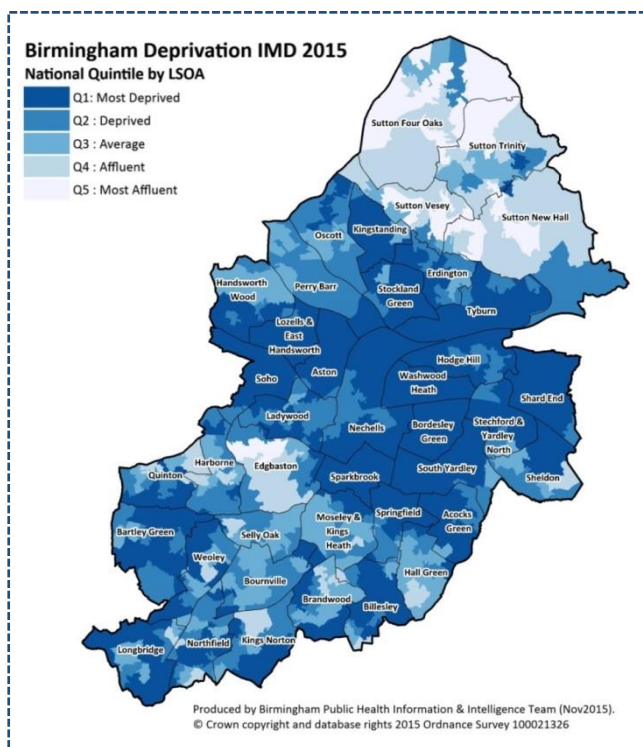 Birmingham Deprivation IMD 2015
National Quintile by LSOA
Q1: Most Deprived
Q2 : Deprived
Q3 : Average
Q4 : Affluent
Q5 : Most Affluent
Sutton Four Oaks
Sutton Trinity
Sutton Vesey
Sutton New Hall
Oscott
Kingstanding
Erdington
Handsworth
Wood
Perry Barr
Stockland
Green
Tyburn
Lozells &
East
Handsworth
Hodge Hill
Soho
Aston
Washwood
Heath
Shard End
Ladywood
Nechells
Bordesley
Green
Stechford &
Yardley
North
Harborne
Quinton
Edgbaston
Sparkbrook
South Yardley
Sheldon
Bartley Green
Selly Oak
Moseley &
Kings
Heath
Springfield
Acocks
Green
Weoley
Bournville
Hall Green
Brandwood
Billesley
Longbridge
Northfield
Kings Norton
Produced by Birmingham Public Health Information & Intelligence Team (Nov2015).
© Crown copyright and database rights 2015 Ordnance Survey 100021326